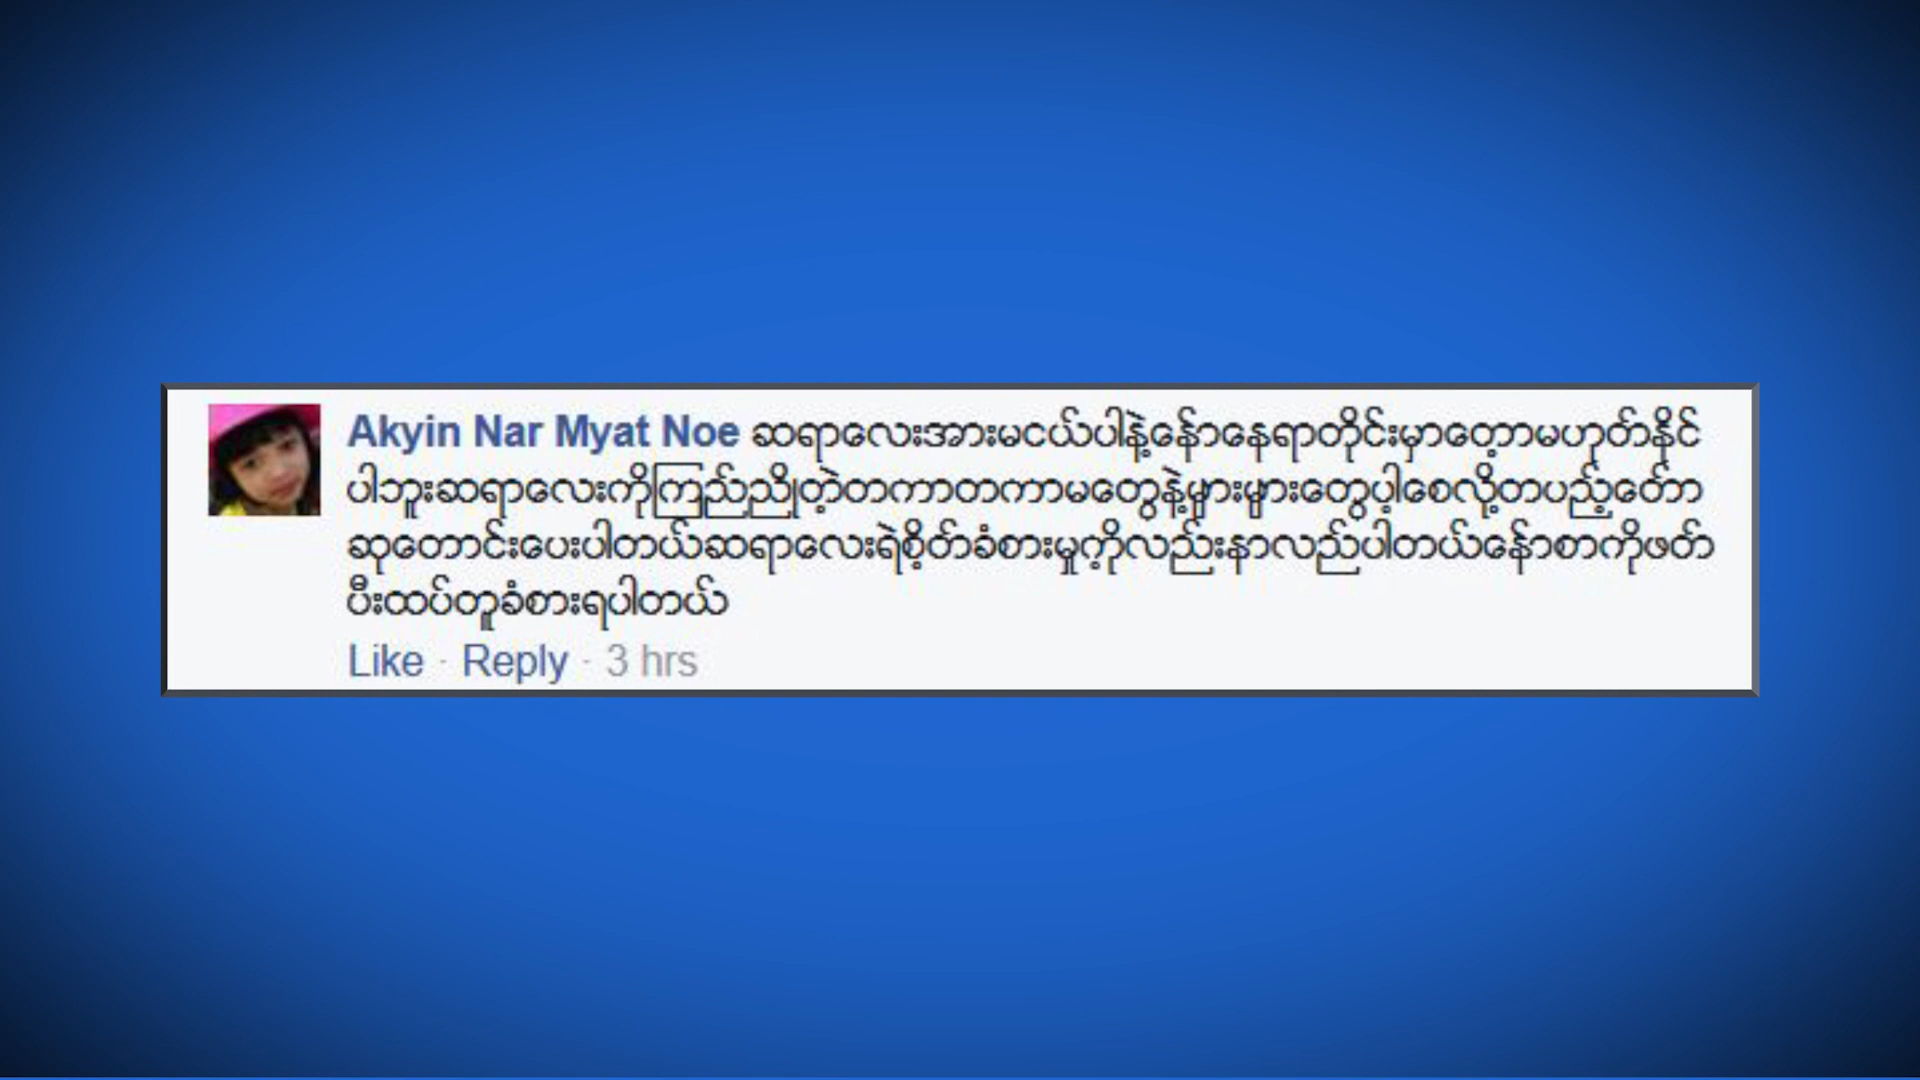 Akyin Nar Myat Noe ဆရာလေးအားမငယ်ပါနဲ့နော်နေရာတိုင်းမှာတော့မဟုတ်နိုင်
ပါဘူးဆရာလေးကိုကြည်ညိုတဲ့တကာတကာမတွေနဲ့မျှားမျှားတွေ့ပါစေလို့တပည့်တော်
ဆုတောင်းပေးပါတယ်ဆရာလေးရဲ့စိတ်ခံစားမှုကို့လည်းနာလည်ပါတယ်နော်စာကိုဖတ်
ပီးထပ်တူခံစားရပါတယ်
Like · Reply · 3 hrs